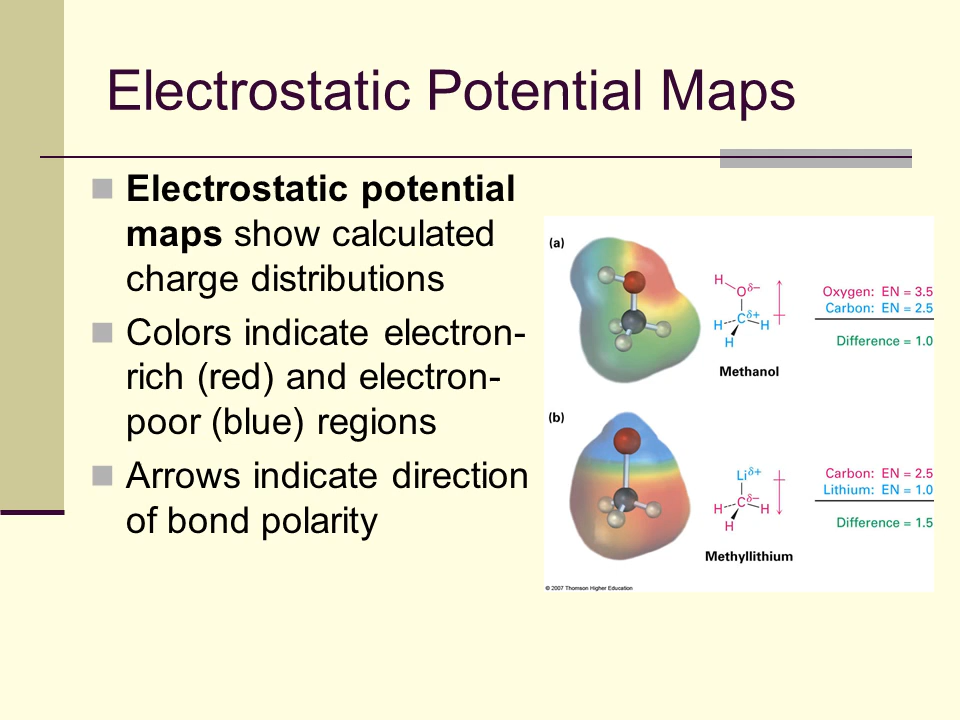 Electrostatic Potential Maps
Electrostatic potential
maps show calculated
charge distributions
Colors indicate electron-
rich (red) and electron-
poor (blue) regions
Arrows indicate direction
of bond polarity
(a)
H
O δ–
C δ+
H H
H
Methanol
Oxygen: EN = 3.5
Carbon: EN = 2.5
Difference = 1.0
(b)
Li δ+
C δ–
H H
H
Methyllithium
Carbon: EN = 2.5
Lithium: EN = 1.0
Difference = 1.5
© 2007 Thomson Higher Education